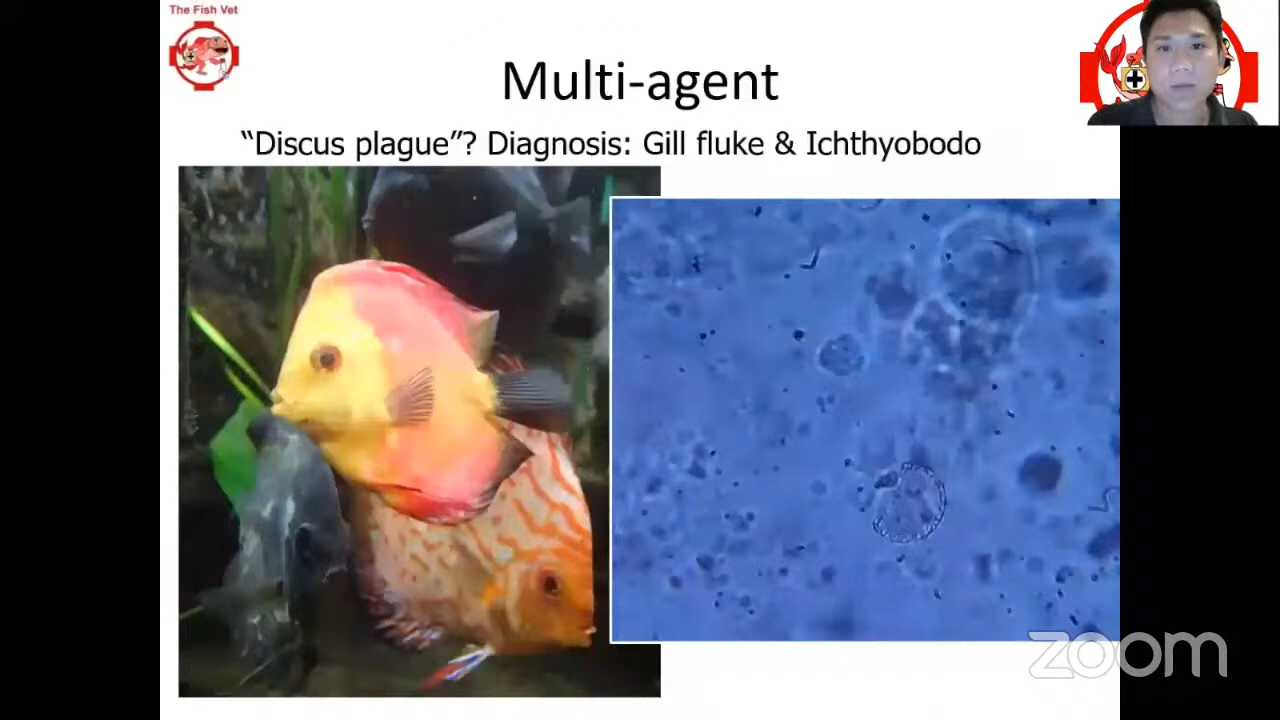 The Fish Vet
Multi-agent
“Discus plague”? Diagnosis: Gill fluke & Ichthyobodo
zoom